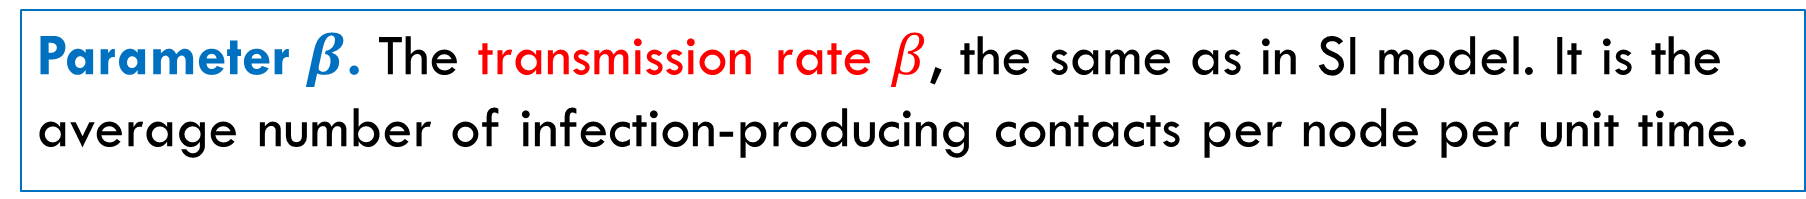 Parameter β. The transmission rate β, the same as in SI model. It is the
average number of infection-producing contacts per node per unit time.